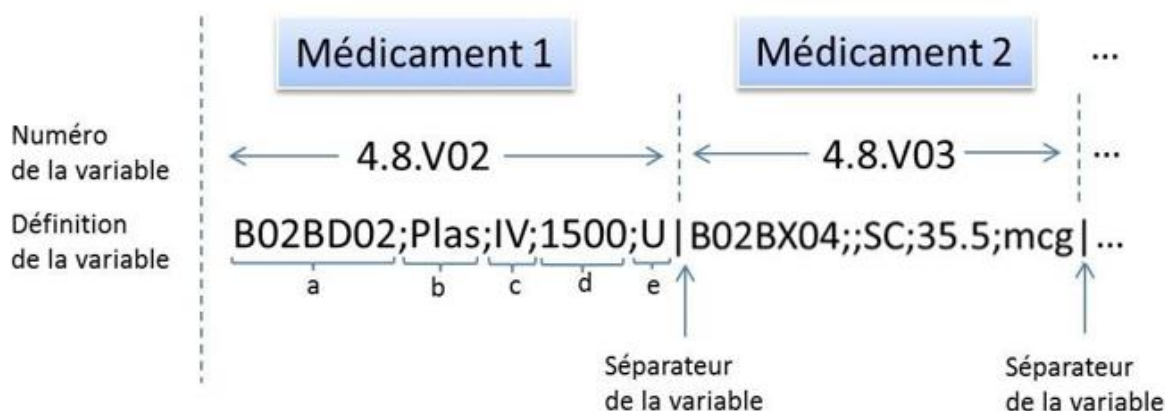 Médicament 1 Médicament 2 ...
Numéro
de la variable
4.8.V02 4.8.V03 ...
Définition
de la variable
B02BD02;Plas;IV;1500;U|B02BX04;;SC;35.5;mcg|...
a b c d e
Séparateur
de la variable
Séparateur
de la variable